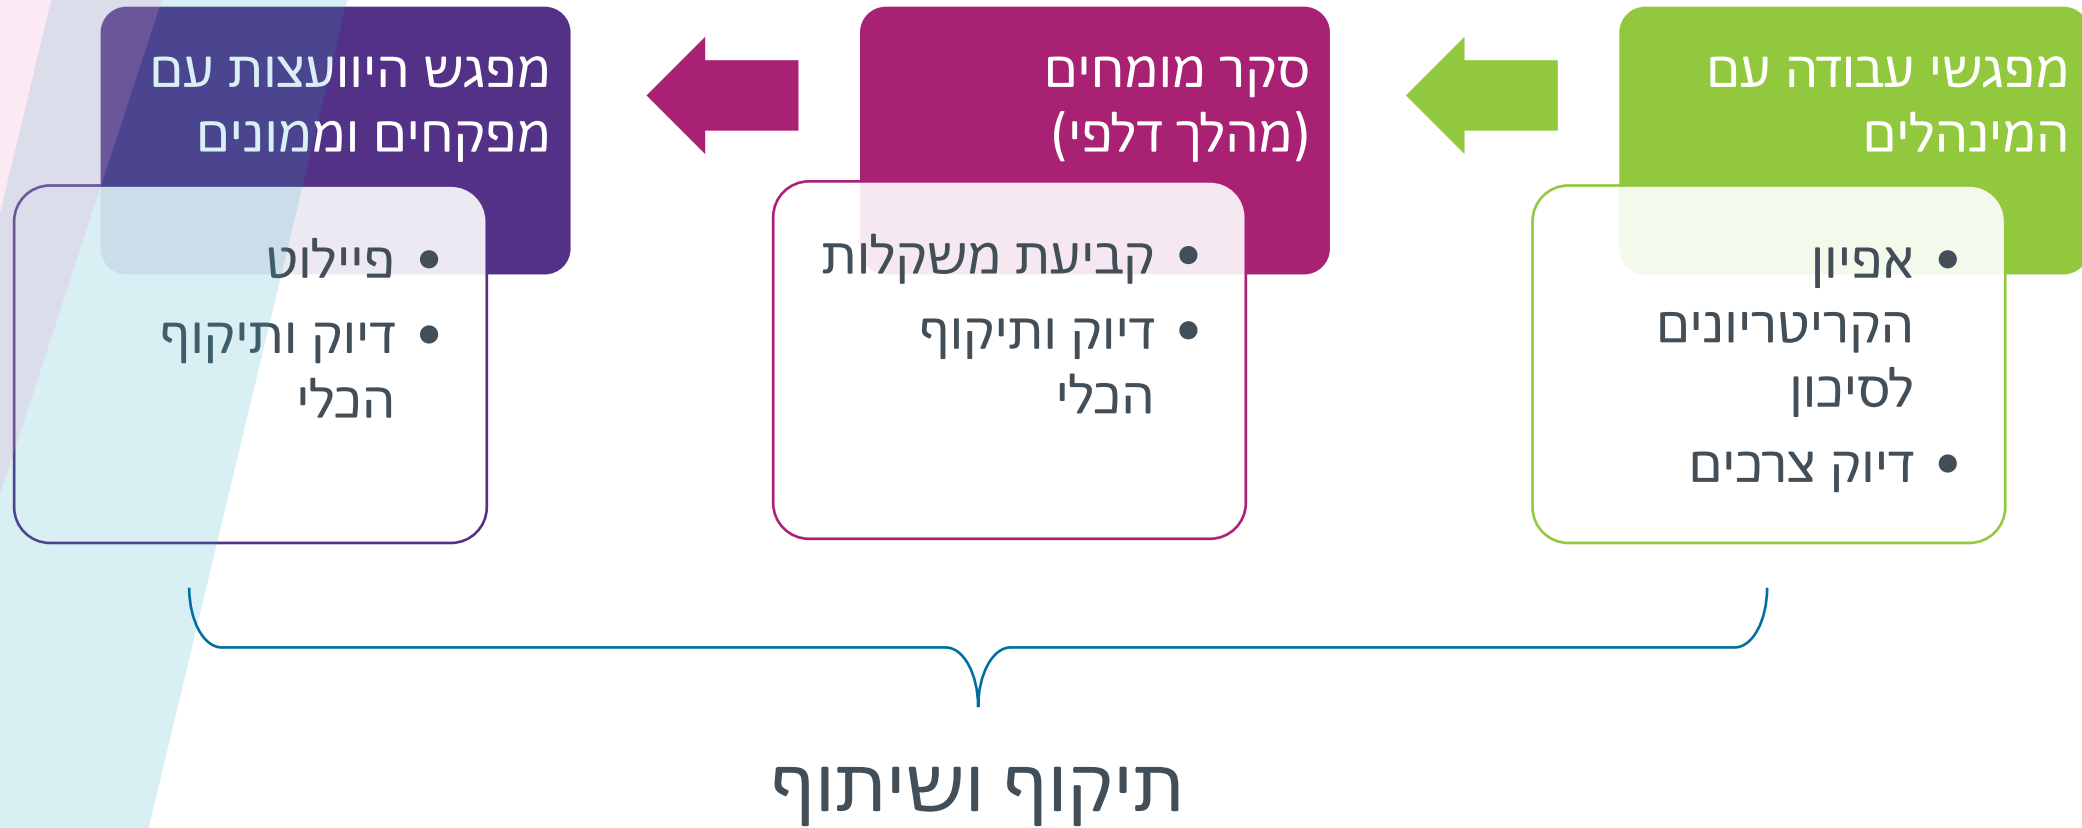 מפגשי עבודה עם
המינהלים
• אפיון
הקריטריונים
לסיכון
• דיוק צרכים
סקר מומחים
(מהלך דלפי)
• קביעת משקלות
• דיוק ותיקוף
הכלי
מפגש היוועצות עם
מפקחים וממונים
• פיילוט
• דיוק ותיקוף
הכלי
תיקוף ושיתוף